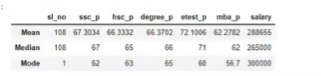 :
sl_no ssc_p hsc_p degree_p etest_p mba_p salary
Mean 108 67.3034 66.3332 66.3702 72.1006 62.2782 288655
Median 108 67 65 66 71 62 265000
Mode 1 62 63 65 60 56.7 300000